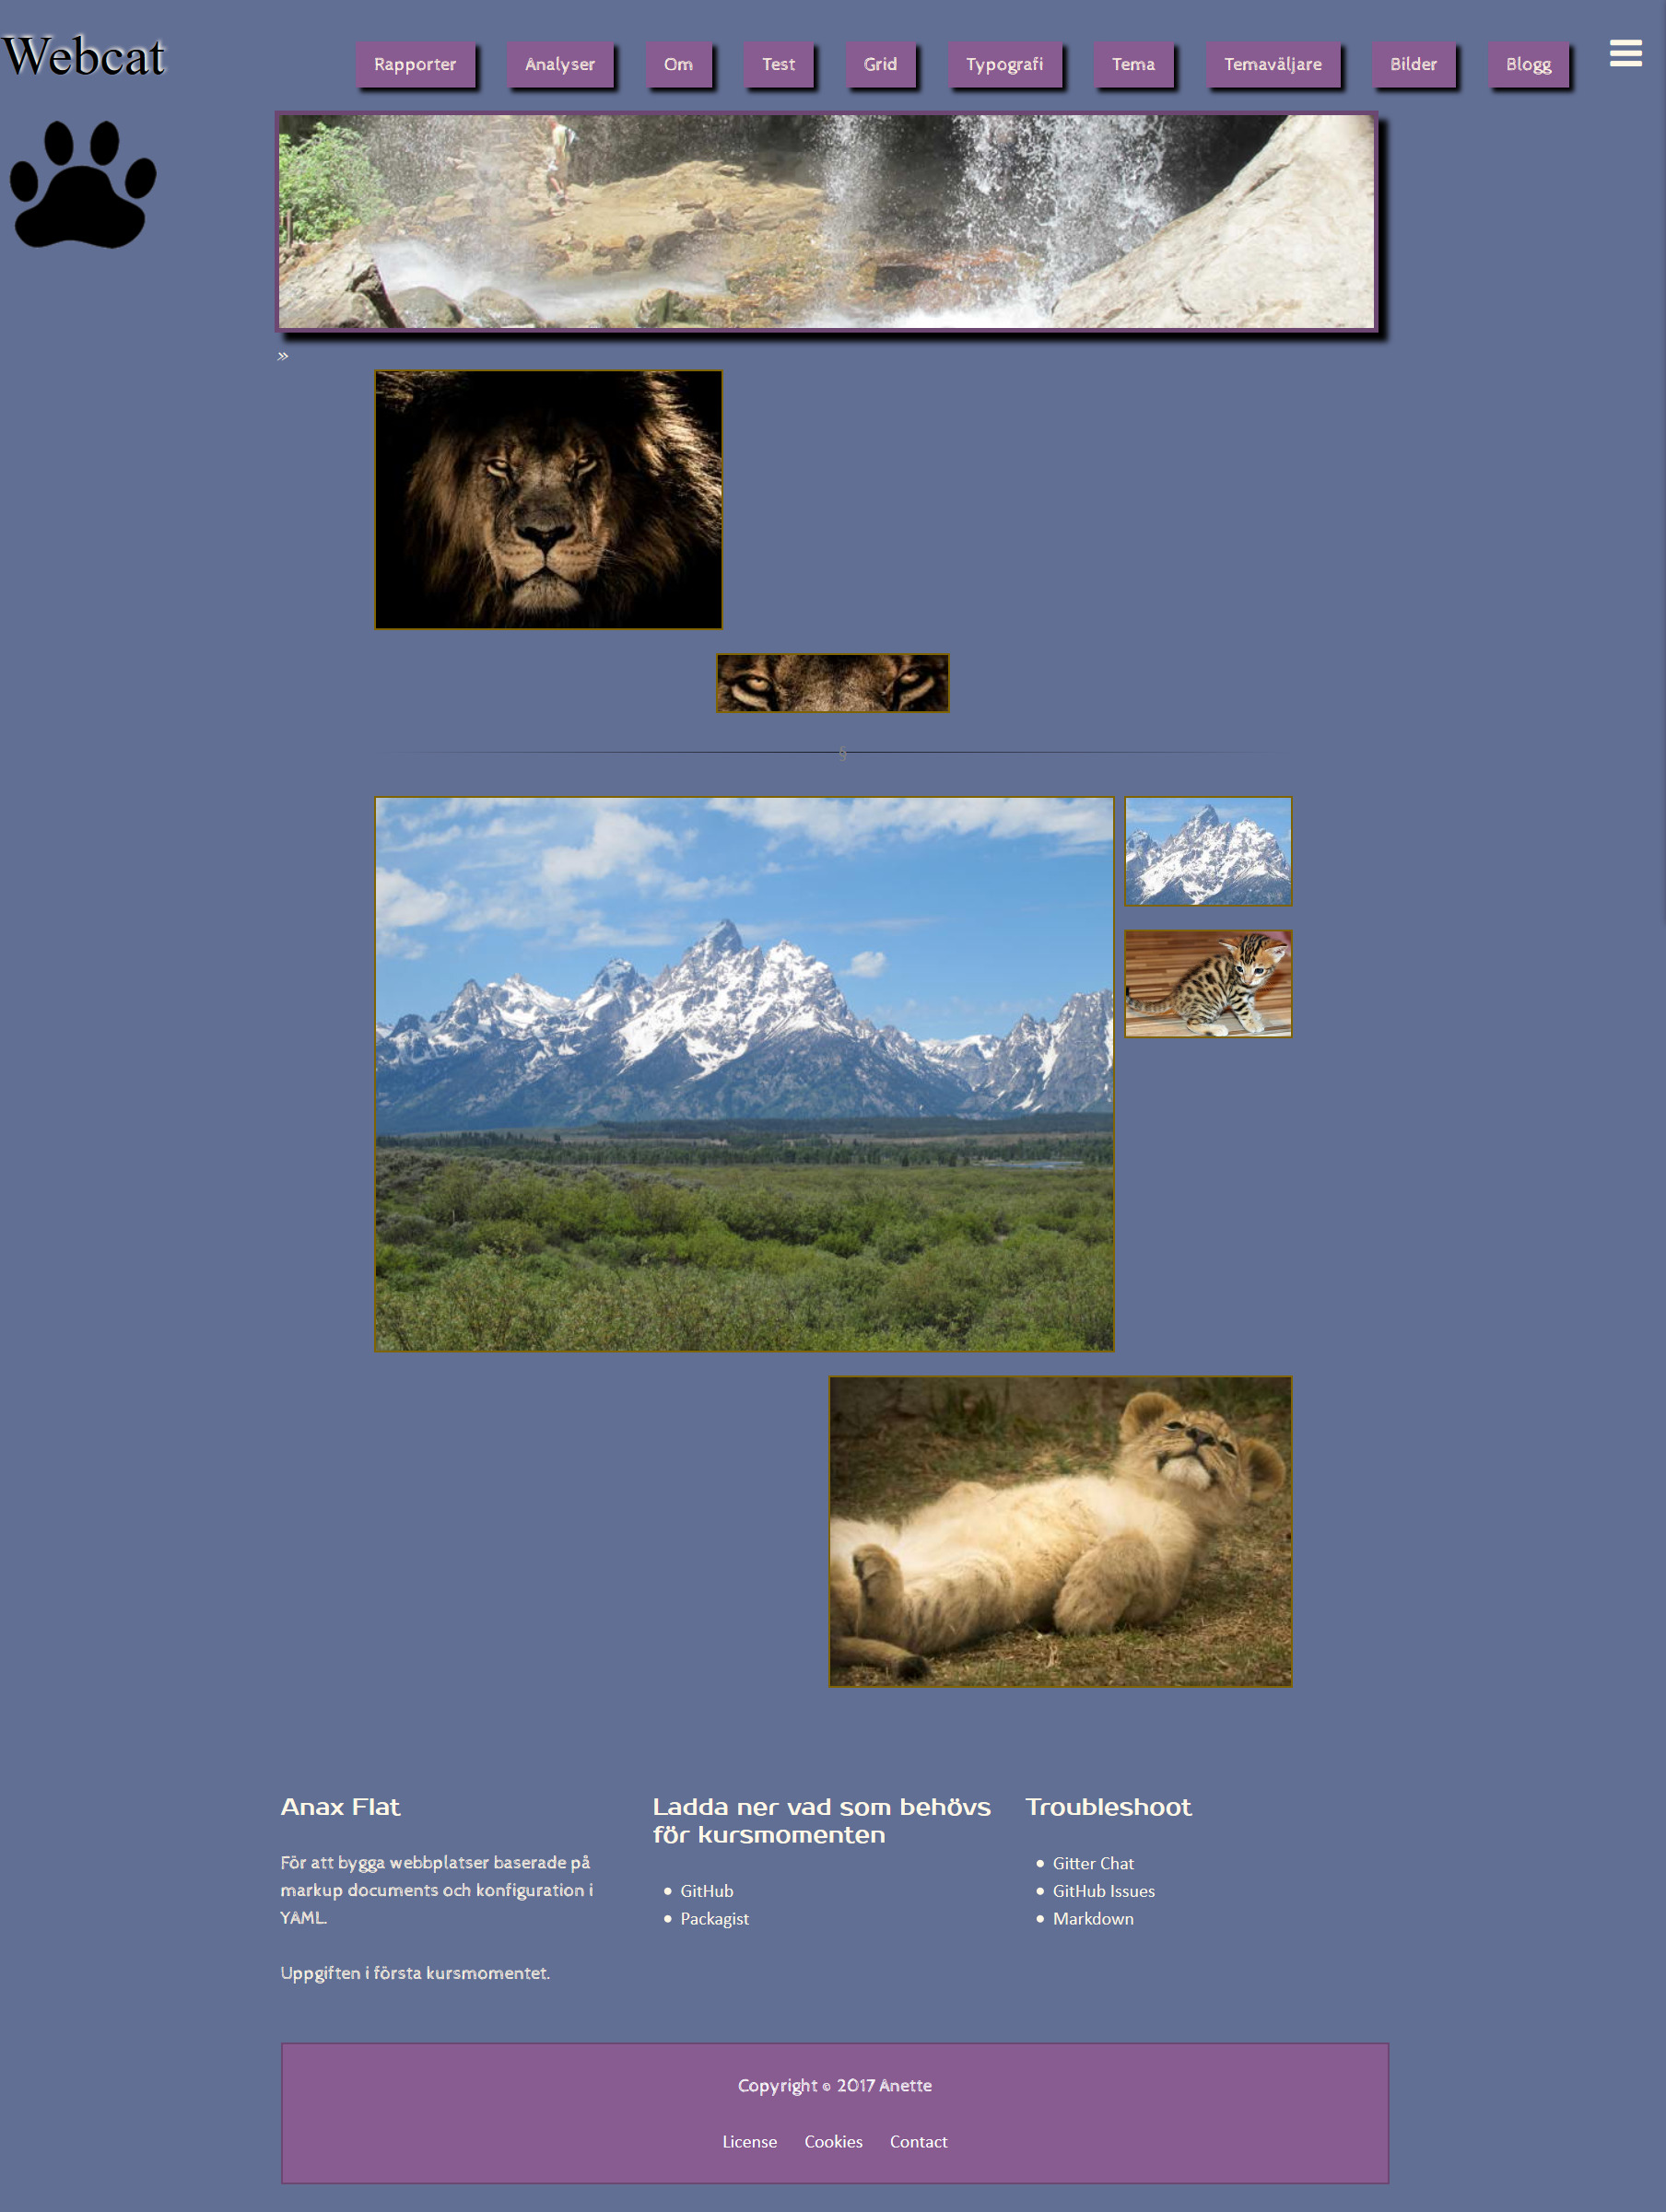 Webcat
Rapporter
Analyser
Om
Test
Grid
Typografi
Tema
Temaväljare
Bilder
Blogg
»
§
Anax Flat
För att bygga webbplatser baserade på
markup documents och konfiguration i
YAML.
Uppgiften i första kursmomentet.
Ladda ner vad som behövs
för kursmomenten
GitHub
Packagist
Troubleshoot
Gitter Chat
GitHub Issues
Markdown
Copyright © 2017 Anette
License Cookies Contact